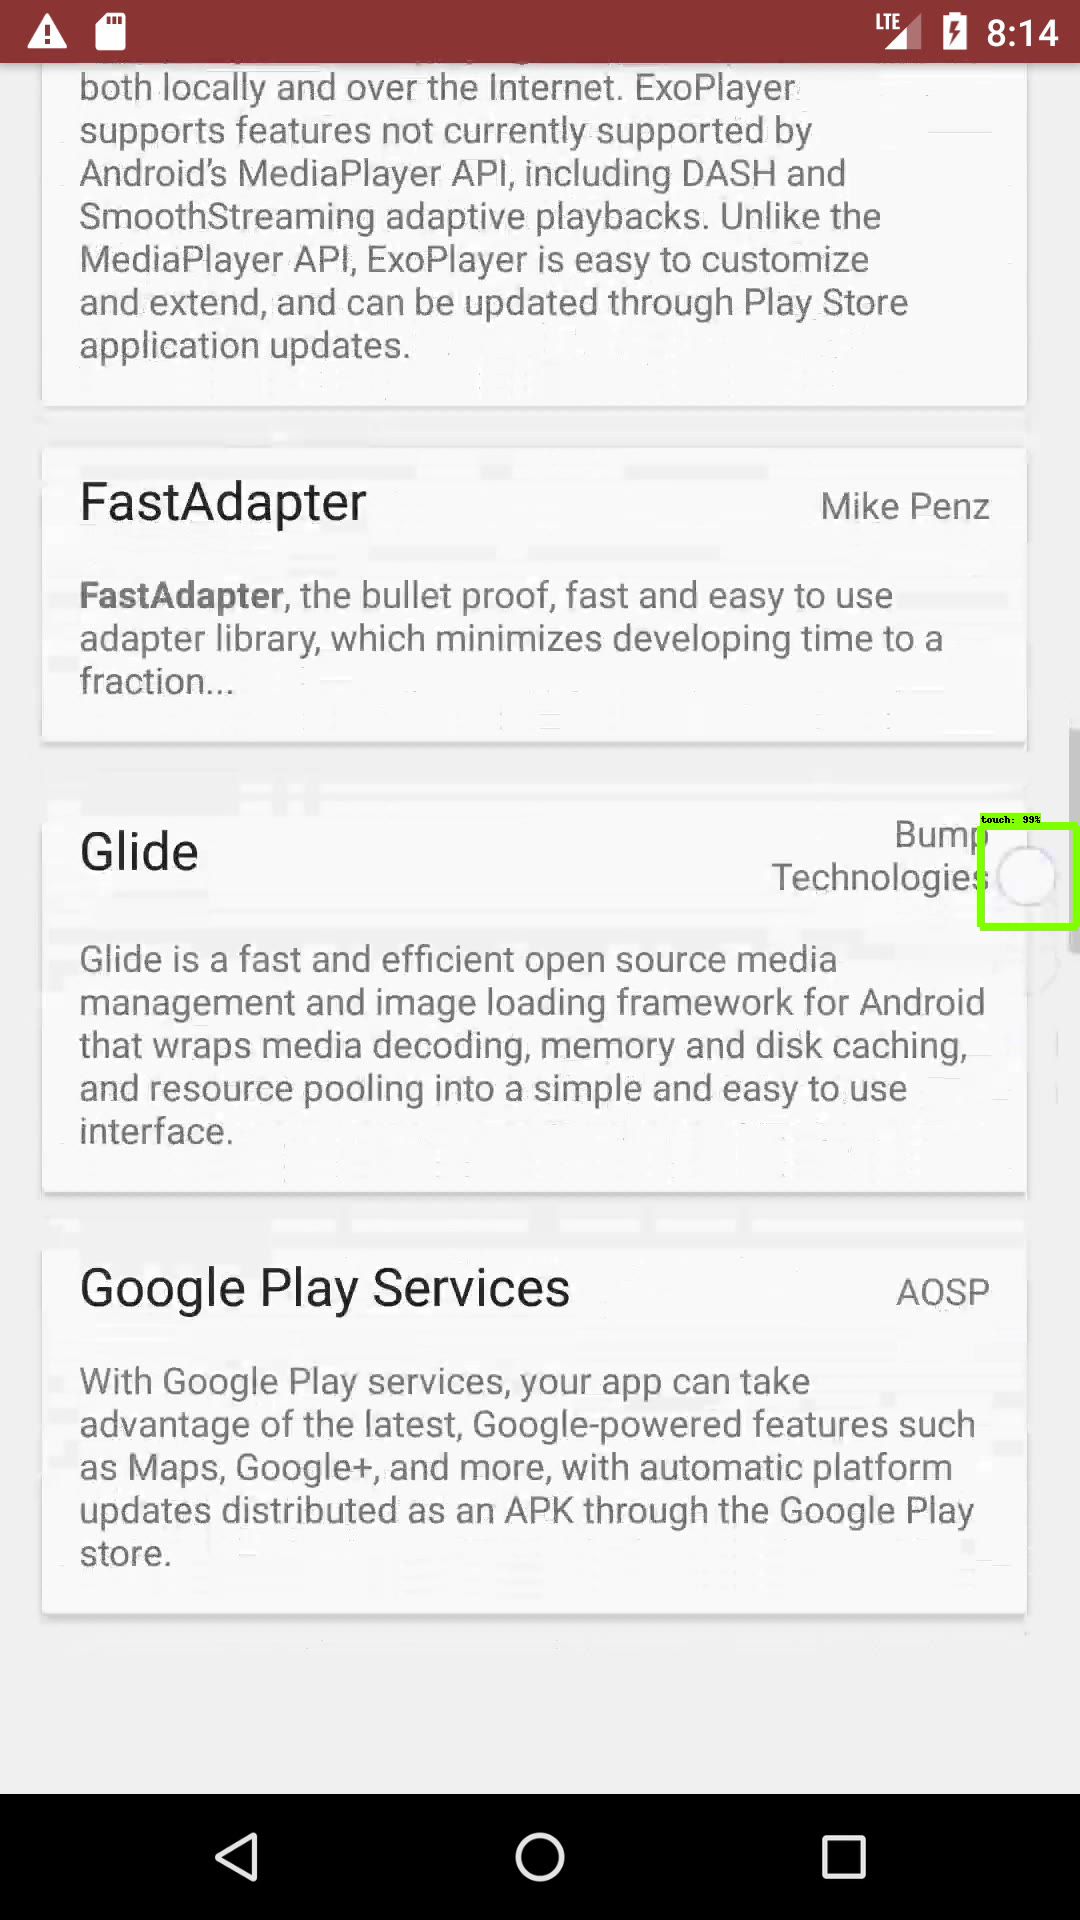 LTE 8:14
both locally and over the Internet. ExoPlayer
supports features not currently supported by
Android's MediaPlayer API, including DASH and
SmoothStreaming adaptive playbacks. Unlike the
MediaPlayer API, ExoPlayer is easy to customize
and extend, and can be updated through Play Store
application updates.
FastAdapter
Mike Penz
FastAdapter, the bullet proof, fast and easy to use
adapter library, which minimizes developing time to a
fraction...
touch: 99%
Glide
Bump
Technologies
Glide is a fast and efficient open source media
management and image loading framework for Android
that wraps media decoding, memory and disk caching,
and resource pooling into a simple and easy to use
interface.
Google Play Services
AOSP
With Google Play services, your app can take
advantage of the latest, Google-powered features such
as Maps, Google+, and more, with automatic platform
updates distributed as an APK through the Google Play
store.